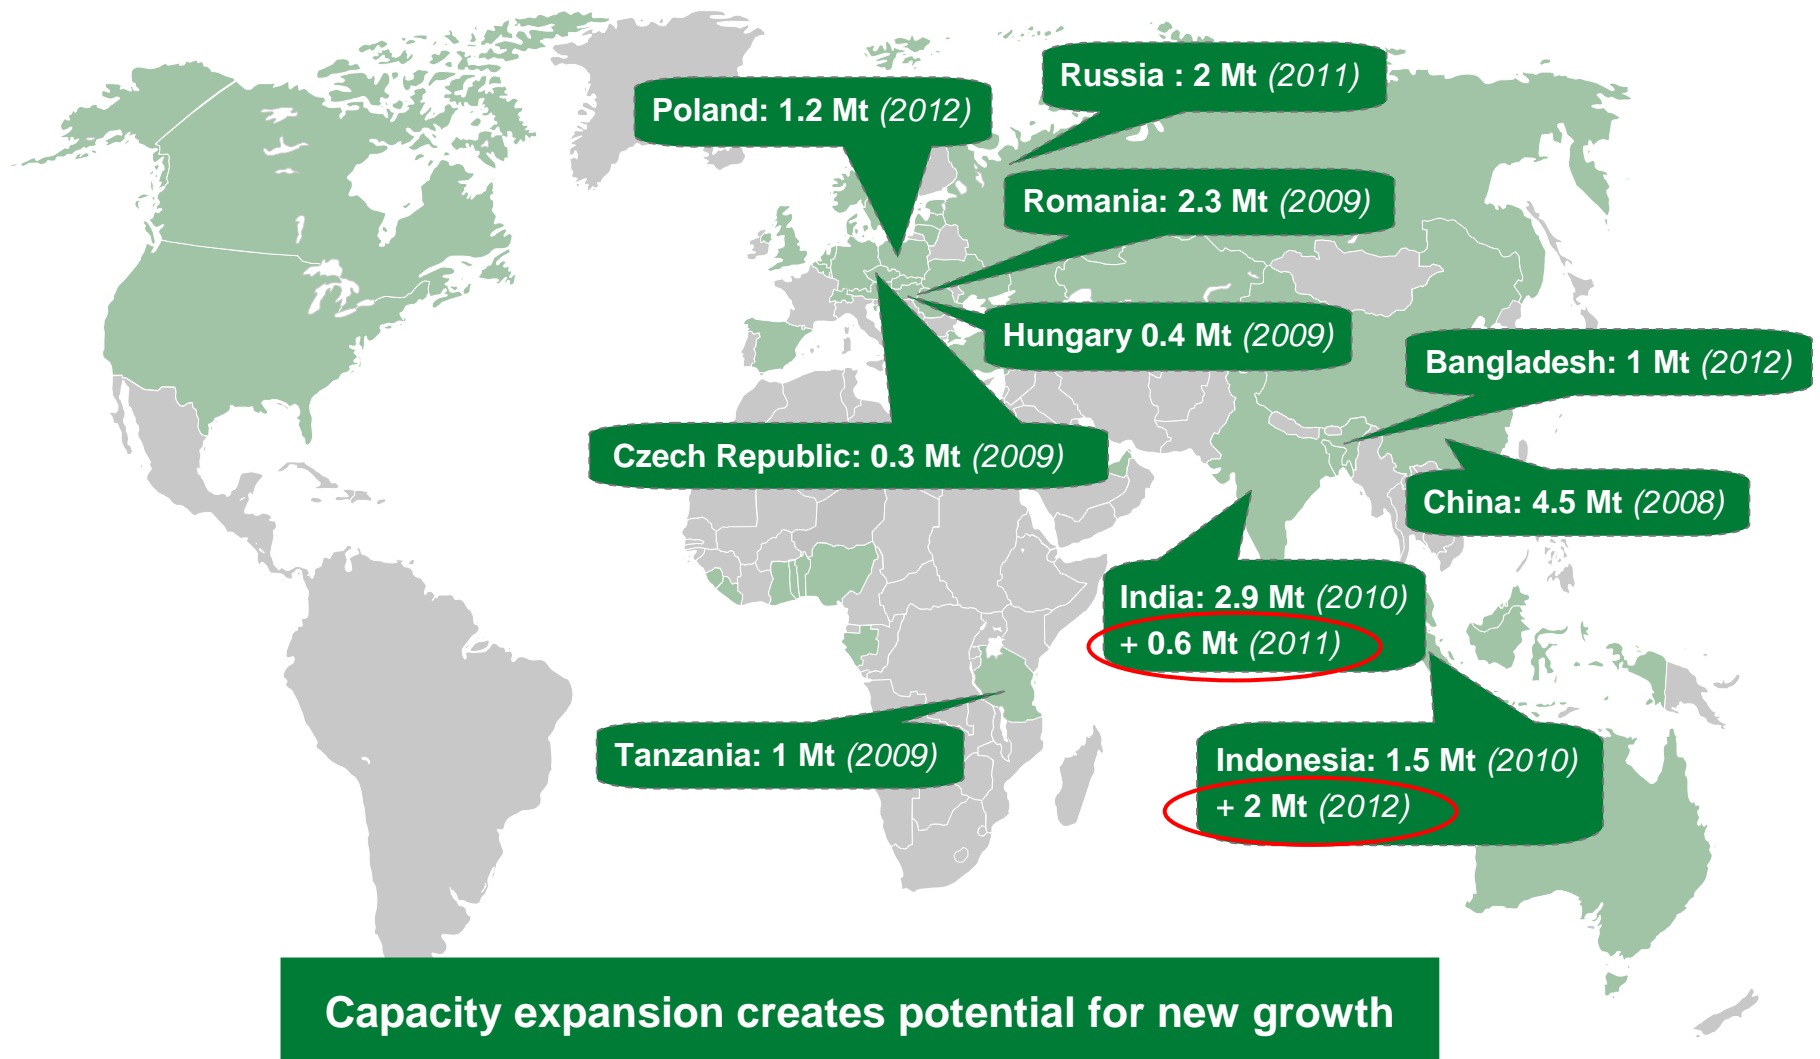 Russia : 2 Mt (2011)
Poland: 1.2 Mt (2012)
Romania: 2.3 Mt (2009)
Hungary 0.4 Mt (2009)
Bangladesh: 1 Mt (2012)
Czech Republic: 0.3 Mt (2009)
China: 4.5 Mt (2008)
India: 2.9 Mt (2010)
+ 0.6 Mt (2011)
Tanzania: 1 Mt (2009)
Indonesia: 1.5 Mt (2010)
+ 2 Mt (2012)
Capacity expansion creates potential for new growth